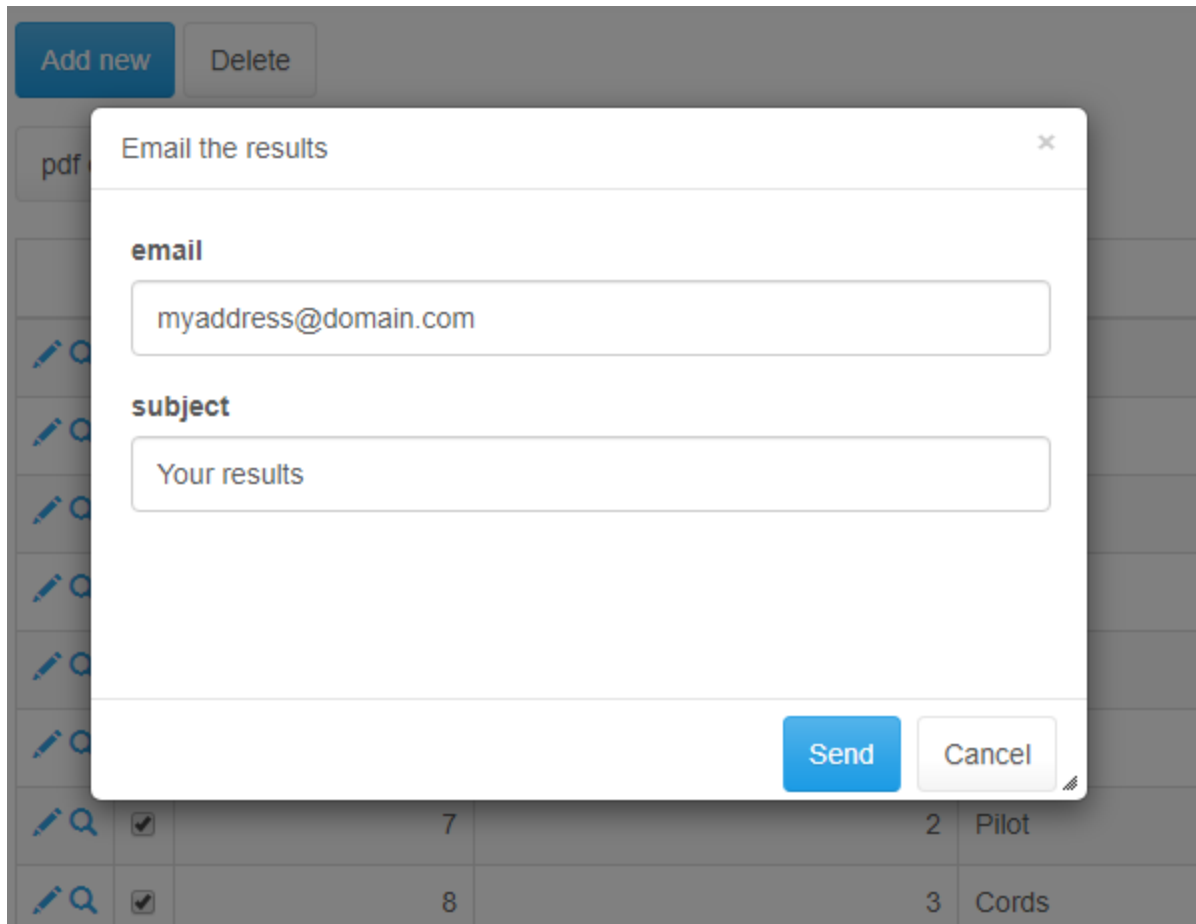 Add new Delete
pdf
Email the results ×
email
myaddress@domain.com
subject
Your results
Send Cancel
7 2 Pilot
8 3 Cords